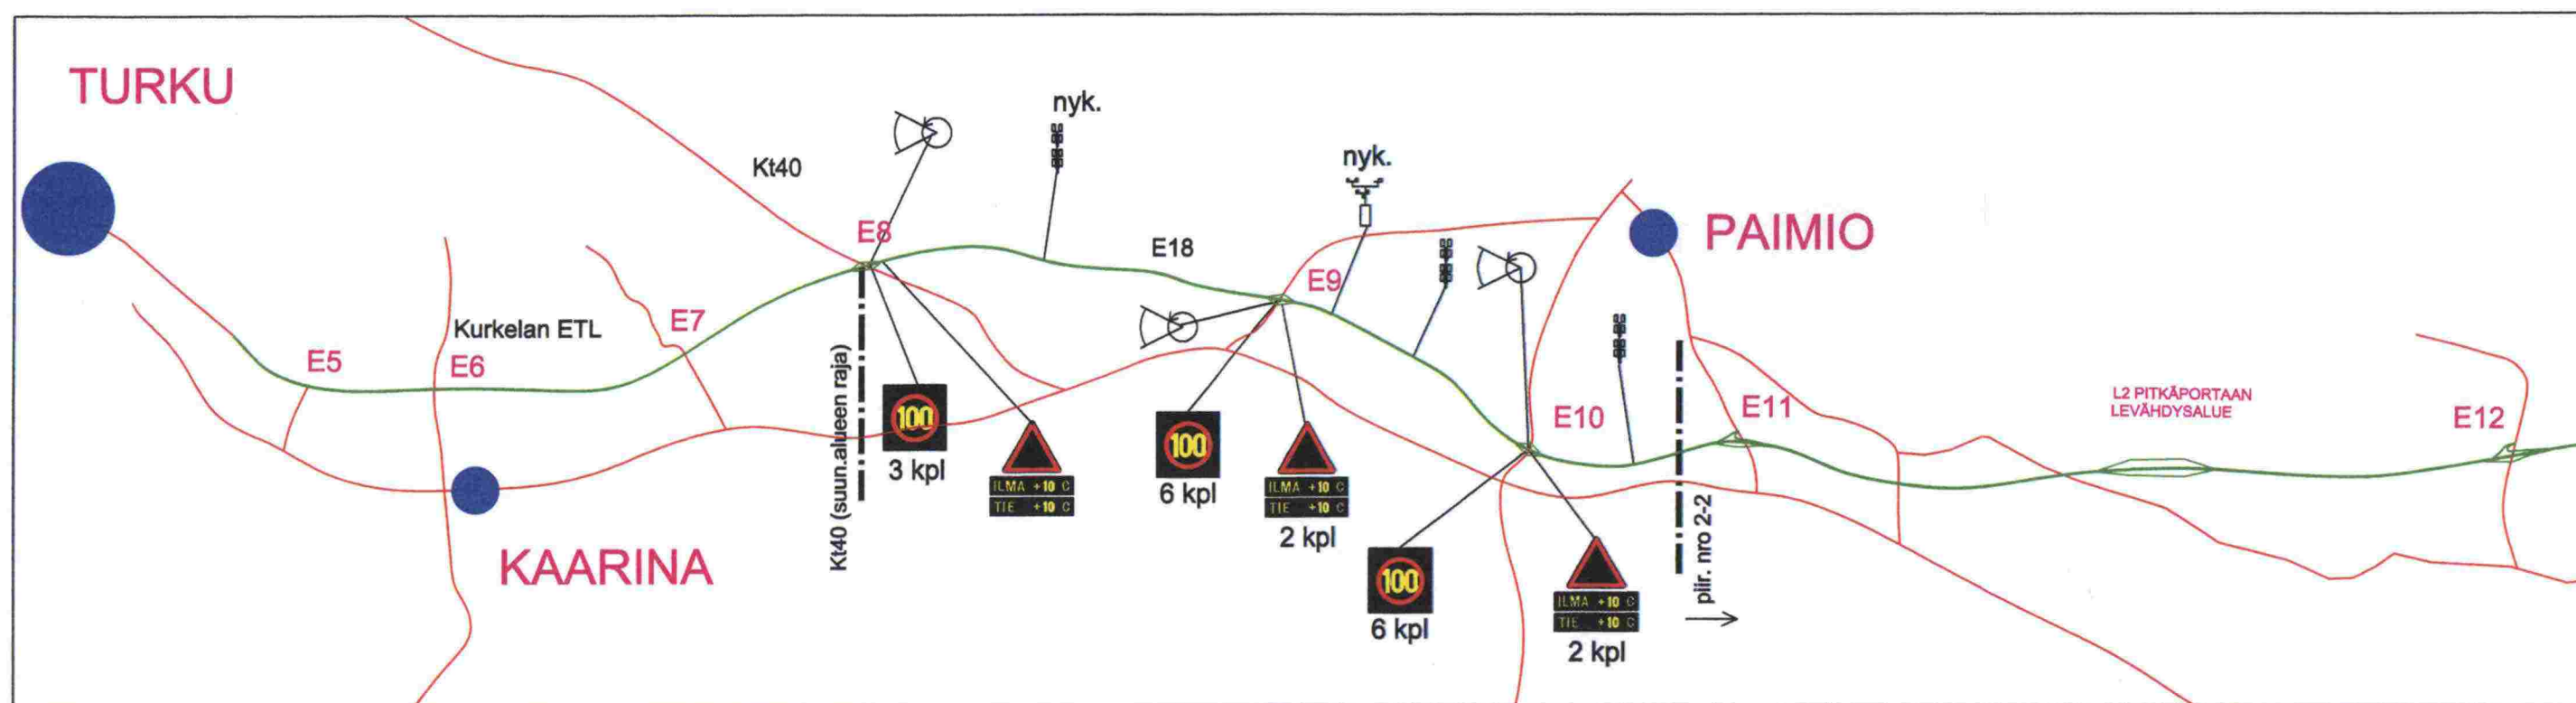 TURKU
nyk.
Kt40
nyk.
E8
E18
E9
PAIMIO
Kurkelan ETL
E7
E5
E6
Kt40 (suun.alueen raja)
100
3 kpl
ILMA +10 C
TIE +10 C
100
6 kpl
ILMA +10 C
TIE +10 C
2 kpl
E10
E11
L2 PITKÄPORTAAN
LEVÄHDYSALUE
E12
KAARINA
100
6 kpl
ILMA +10 C
TIE +10 C
2 kpl
piir. nro 2-2